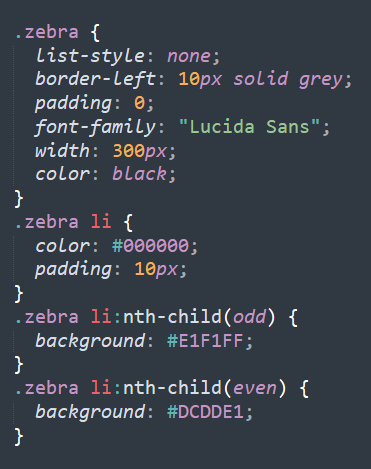 .zebra {
  list-style: none;
  border-left: 10px solid grey;
  padding: 0;
  font-family: "Lucida Sans";
  width: 300px;
  color: black;
}
.zebra li {
  color: #000000;
  padding: 10px;
}
.zebra li:nth-child(odd) {
  background: #E1F1FF;
}
.zebra li:nth-child(even) {
  background: #DCDDE1;
}